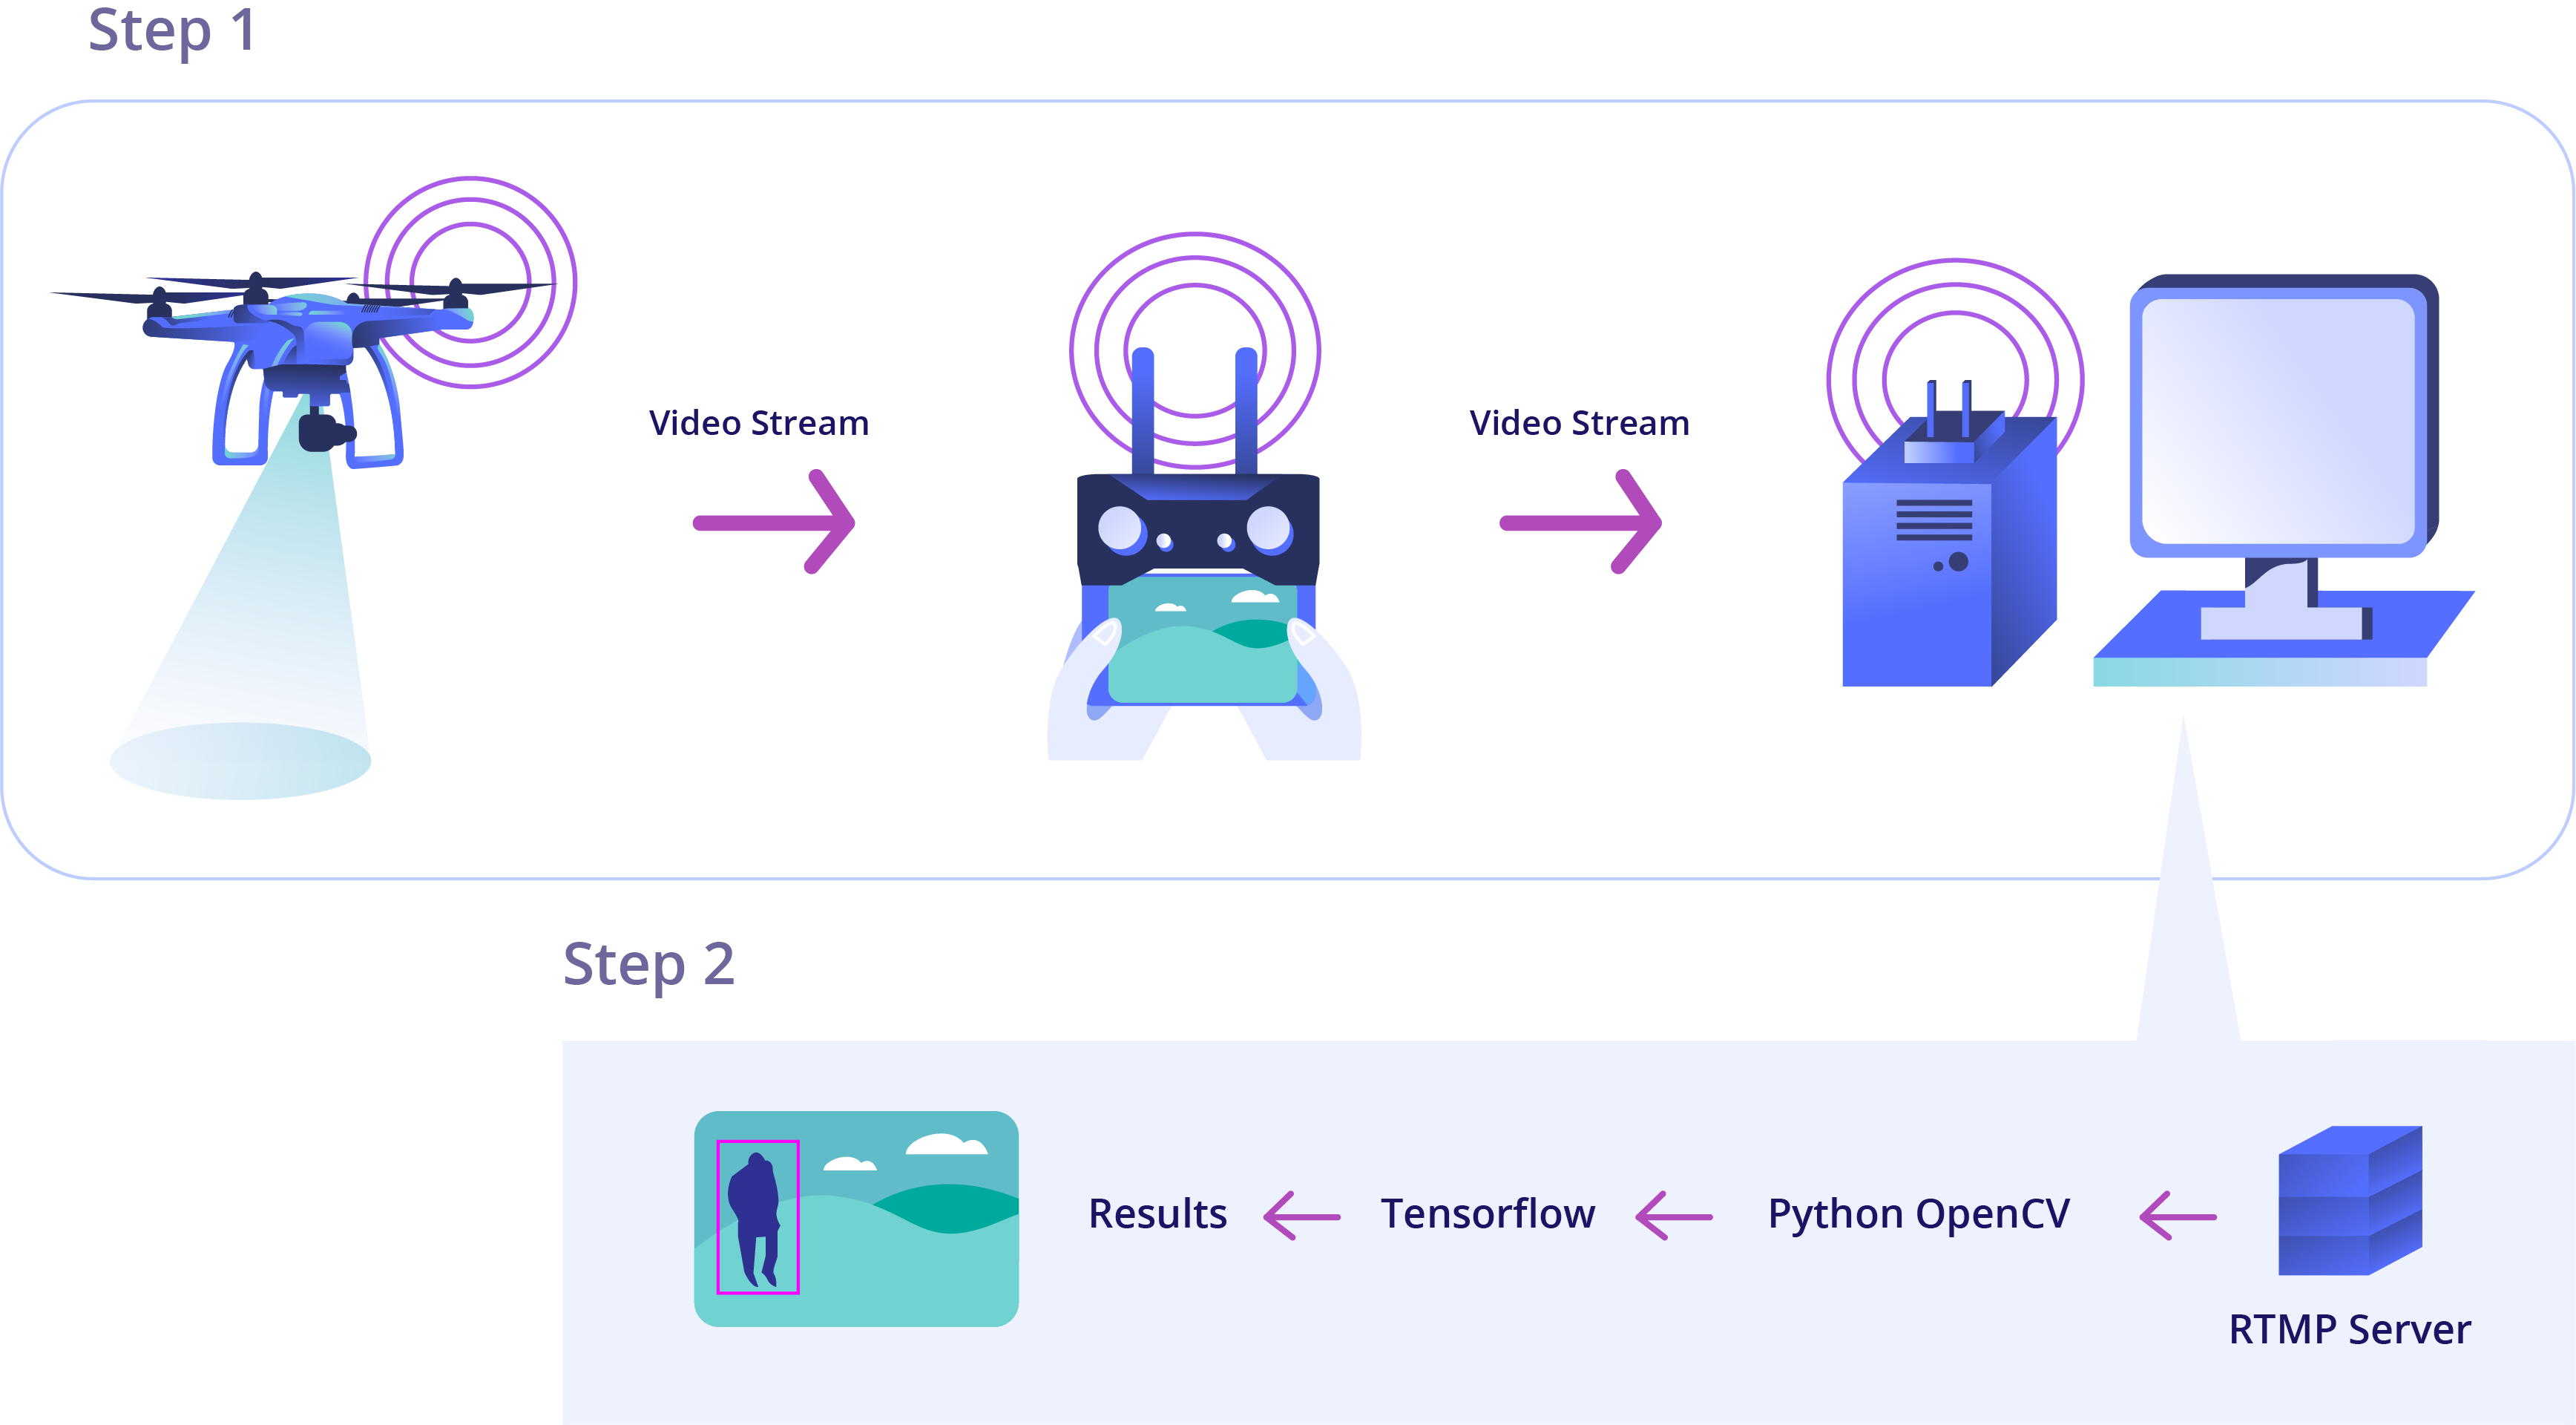 Step 1
Video Stream
Video Stream
Step 2
Results
Tensorflow
Python OpenCV
RTMP Server